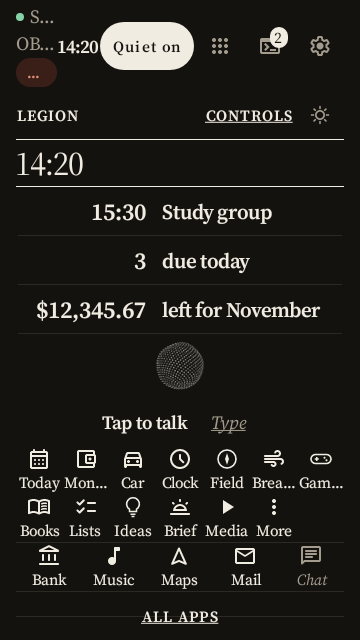 S...
OB... 14:20 Quiet on 2
...
LEGION CONTROLS
14:20
15:30 Study group
3 due today
$12,345.67 left for November
Tap to talk Type
Today Mon... Car Clock Field Brea... Gam...
Books Lists Ideas Brief Media More
Bank Music Maps Mail Chat
ALL APPS